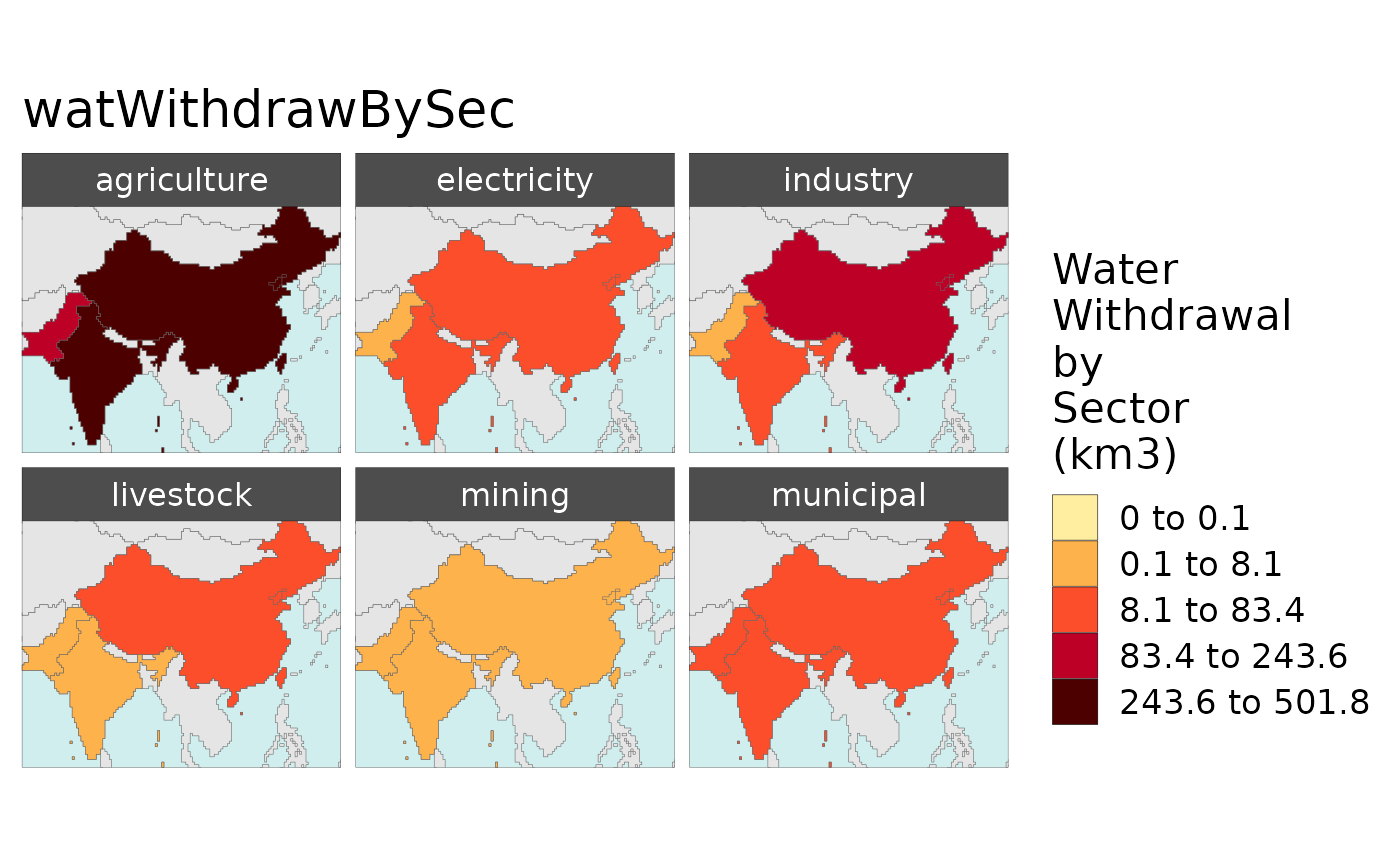 watWithdrawBySec
agriculture
electricity
industry
livestock
mining
municipal
Water
Withdrawal
by
Sector
(km3)
0 to 0.1
0.1 to 8.1
8.1 to 83.4
83.4 to 243.6
243.6 to 501.8